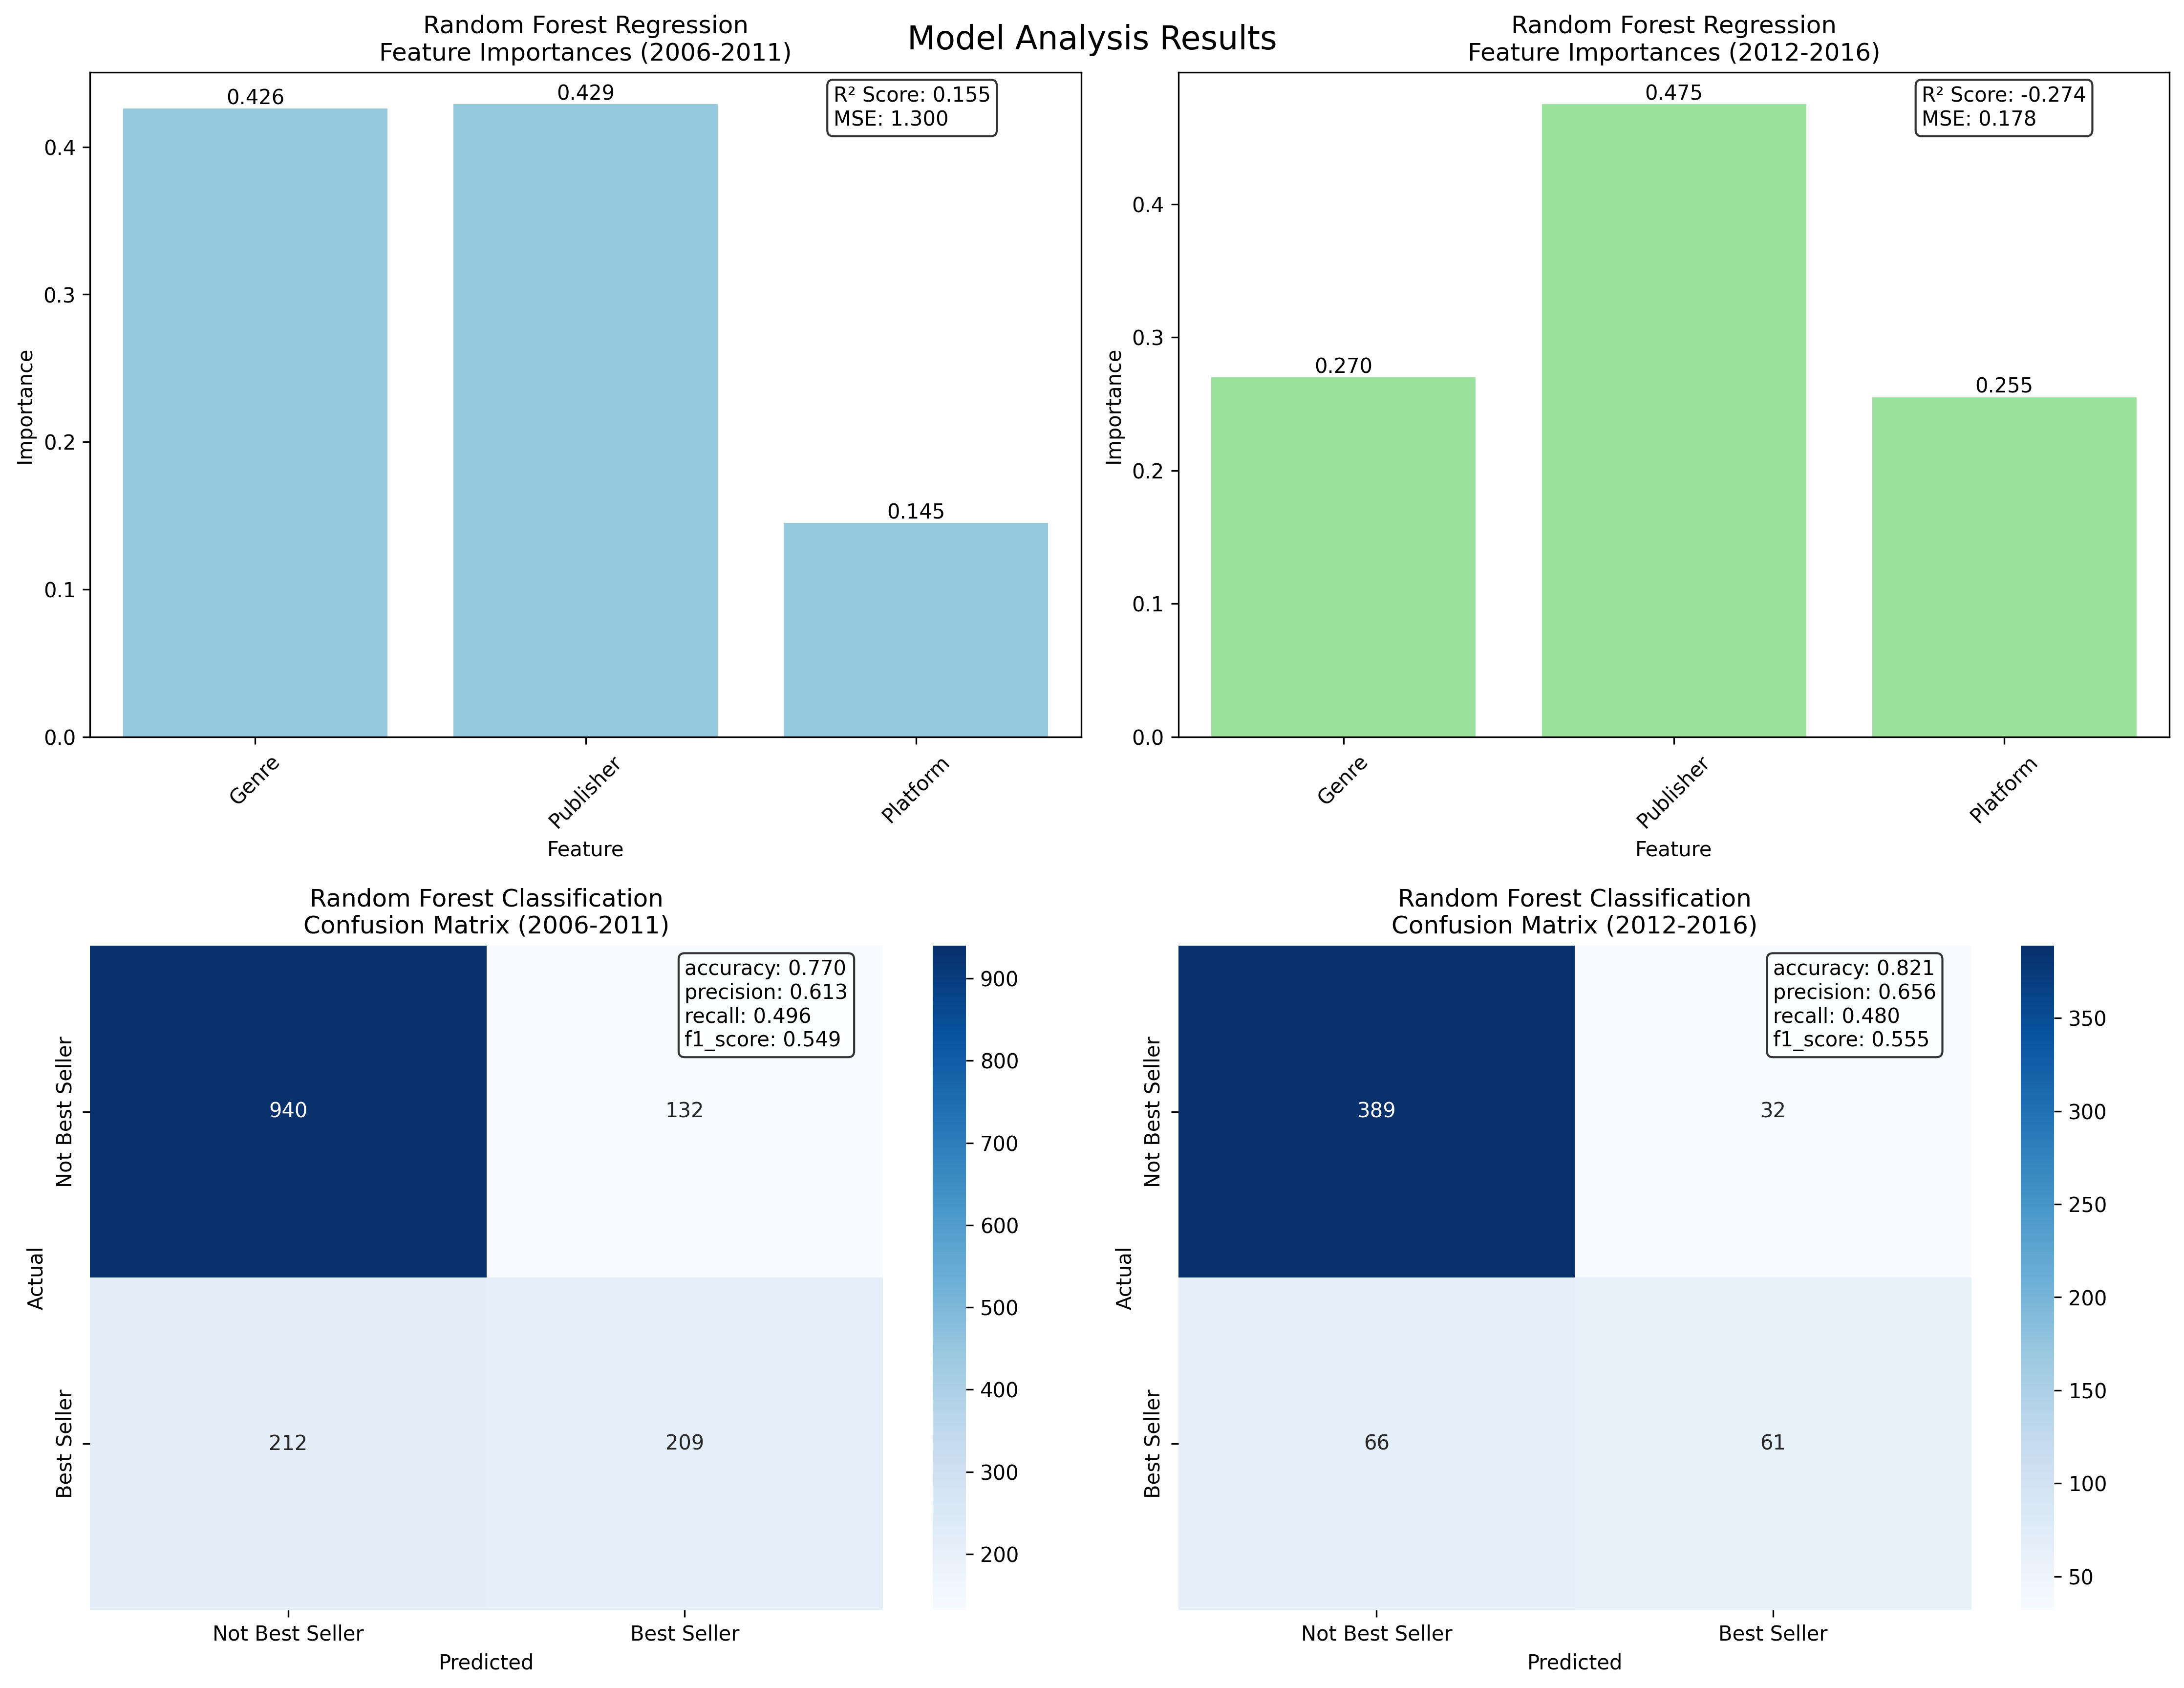 Model Analysis Results
Random Forest Regression
Feature Importances (2006-2011)
R² Score: 0.155
MSE: 1.300
0.426
0.429
0.145
Importance
0.4
0.3
0.2
0.1
0.0
Genre
Publisher
Platform
Feature
Random Forest Regression
Feature Importances (2012-2016)
R² Score: -0.274
MSE: 0.178
0.270
0.475
0.255
Importance
0.4
0.3
0.2
0.1
0.0
Genre
Publisher
Platform
Feature
Random Forest Classification
Confusion Matrix (2006-2011)
accuracy: 0.770
precision: 0.613
recall: 0.496
f1_score: 0.549
Actual
Not Best Seller
940
132
Best Seller
212
209
Not Best Seller
Best Seller
Predicted
900
800
700
600
500
400
300
200
Random Forest Classification
Confusion Matrix (2012-2016)
accuracy: 0.821
precision: 0.656
recall: 0.480
f1_score: 0.555
Actual
Not Best Seller
389
32
Best Seller
66
61
Not Best Seller
Best Seller
Predicted
350
300
250
200
150
100
50